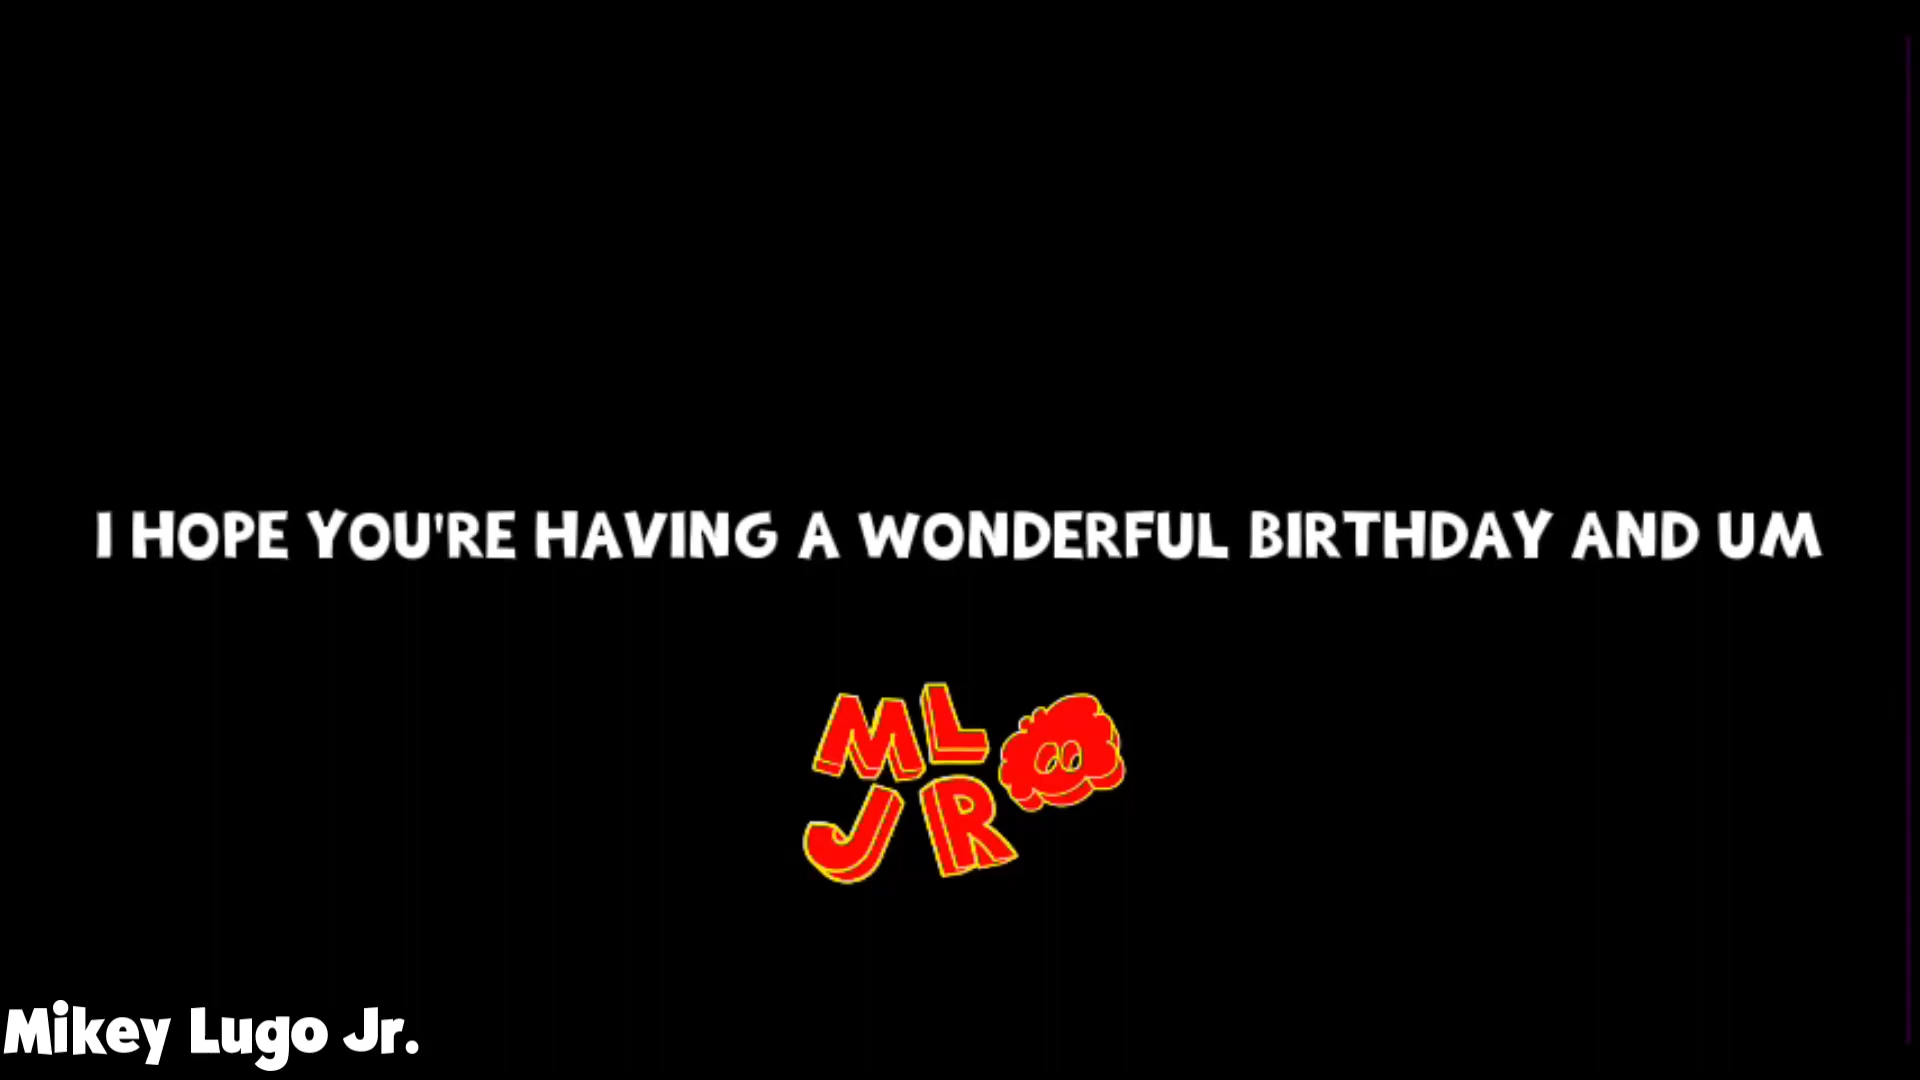 I HOPE YOU'RE HAVING A WONDERFUL BIRTHDAY AND UM
ML
JR
Mikey Lugo Jr.